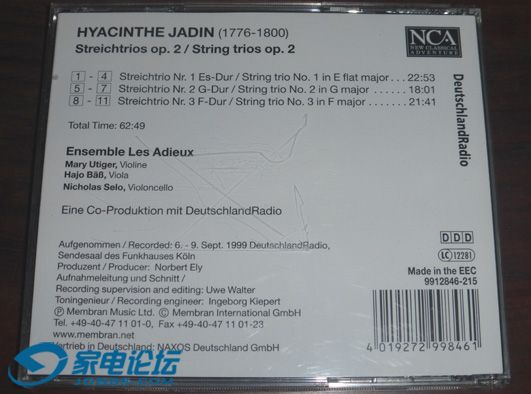 HYACINTHE JADIN (1776-1800)
Streichtrios op. 2 / String trios op. 2
NCA
NEW CLASSICAL
ADVENTURE
DeutschlandRadio
1 - 4 Streichtrio Nr. 1 Es-Dur / String trio No. 1 in E flat major . . . 22:53
5 - 7 Streichtrio Nr. 2 G-Dur / String trio No. 2 in G major . . . . . . . 18:01
8 - 11 Streichtrio Nr. 3 F-Dur / String trio No. 3 in F major . . . . . . . 21:41
Total Time: 62:49
Ensemble Les Adieux
Mary Utiger, Violine
Hajo Bäß, Viola
Nicholas Selo, Violoncello
Eine Co-Produktion mit DeutschlandRadio
Aufgenommen / Recorded: 6. - 9. Sept. 1999 DeutschlandRadio,
Sendesaal des Funkhauses Köln
Produzent / Producer: Norbert Ely
Aufnahmeleitung und Schnitt /
Recording supervision and editing: Uwe Walter
Toningenieur / Recording engineer: Ingeborg Kiepert
Ⓟ Membran Music Ltd. © Membran International GmbH
Tel. +49-40-47 11 01-0, Fax +49-40-47 11 01-23
www.membran.net
Vertrieb in Deutschland: NAXOS Deutschland GmbH
DDD
LC 12281
Made in the EEC
9912846-215
4 019272 998461
家电论坛